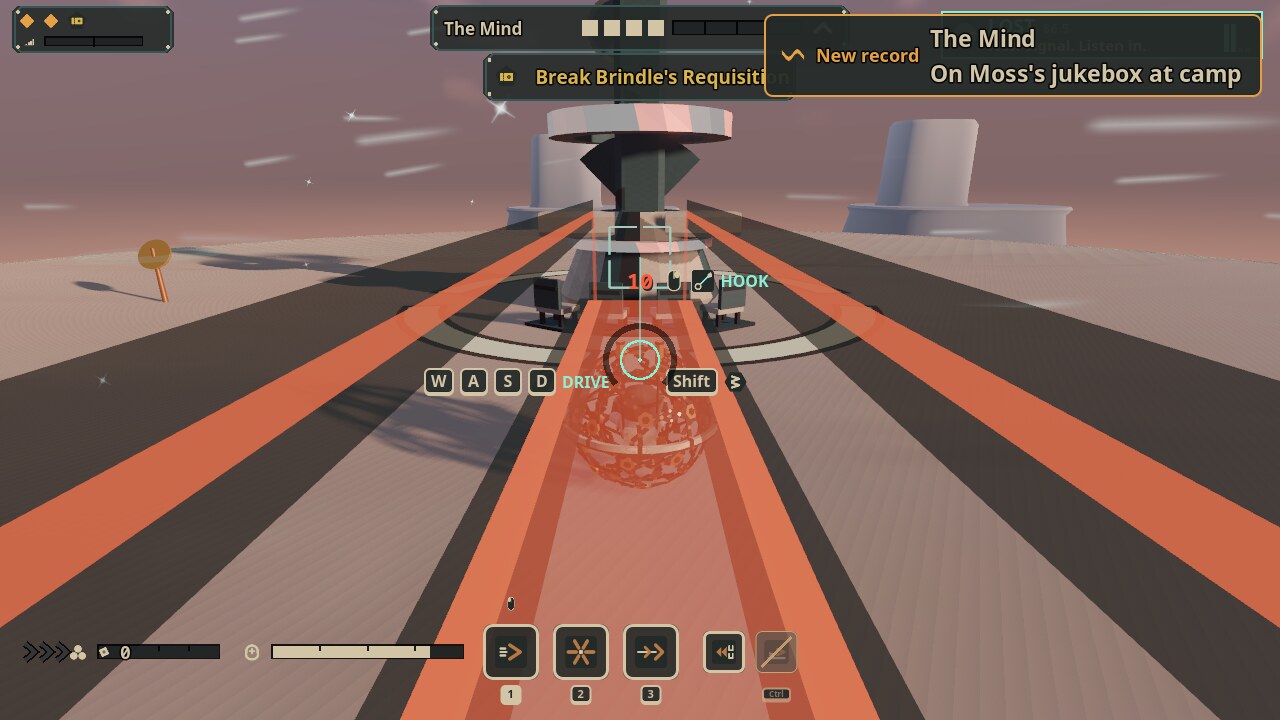 The Mind
New record
The Mind
On Moss's jukebox at camp
Break Brindle's Requisiti
10
HOOK
W A S D DRIVE
Shift
0
1
2
3
Ctrl